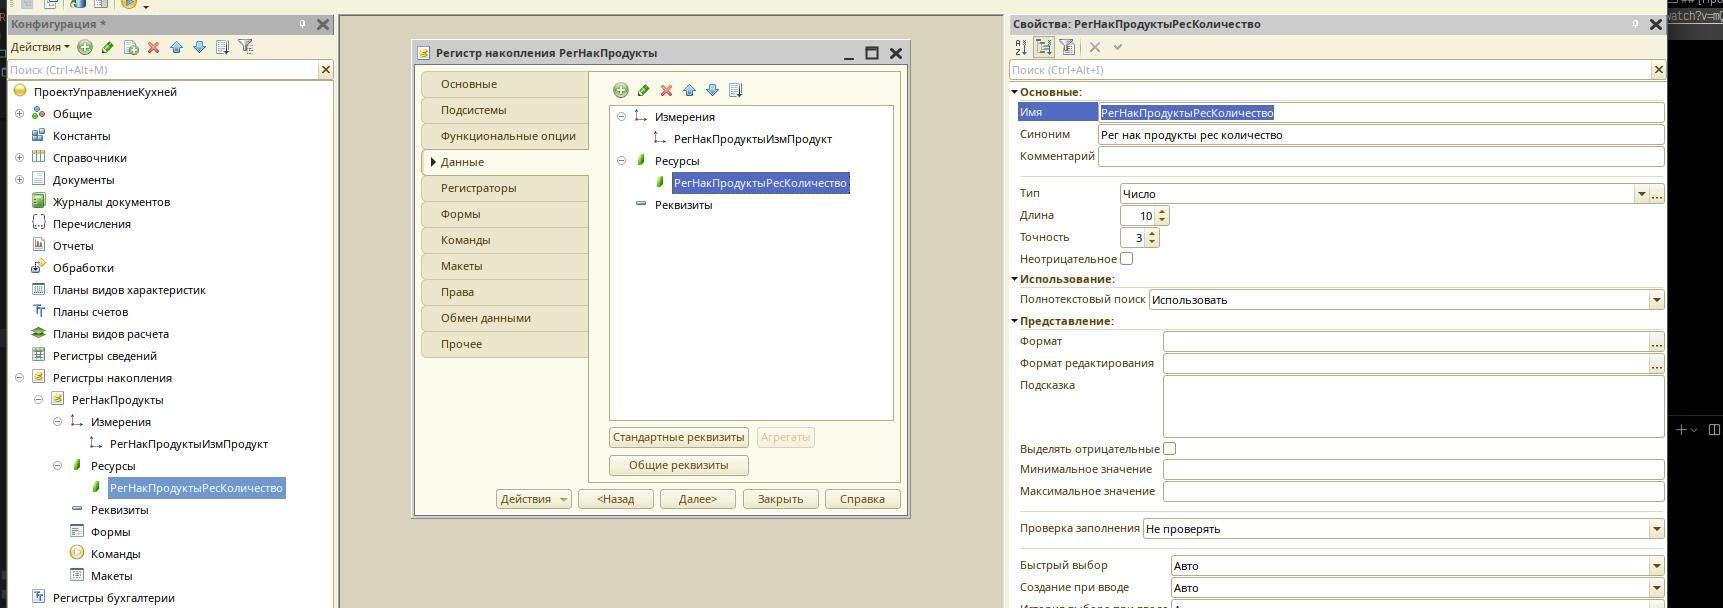 Конфигурация *
Действия
Поиск (Ctrl+Alt+M)
ПроектУправлениеКухней
Общие
Константы
Справочники
Документы
Журналы документов
Перечисления
Отчеты
Обработки
Планы видов характеристик
Планы счетов
Планы видов расчета
Регистры сведений
Регистры накопления
РегНакПродукты
Измерения
РегНакПродуктыИзмПродукт
Ресурсы
РегНакПродуктыРесКоличество
Реквизиты
Формы
Команды
Макеты
Регистры бухгалтерии
Регистр накопления РегНакПродукты
Основные
Подсистемы
Функциональные опции
Данные
Регистраторы
Формы
Команды
Макеты
Права
Обмен данными
Прочее
Измерения
РегНакПродуктыИзмПродукт
Ресурсы
РегНакПродуктыРесКоличество
Реквизиты
Стандартные реквизиты Агрегаты
Общие реквизиты
Действия <Назад Далее> Закрыть Справка
Свойства: РегНакПродуктыРесКоличество
Поиск (Ctrl+Alt+I)
Основные:
Имя РегНакПродуктыРесКоличество
Синоним Рег нак продукты рес количество
Комментарий
Тип Число
Длина 10
Точность 3
Неотрицательное
Использование:
Полнотекстовый поиск Использовать
Представление:
Формат
Формат редактирования
Подсказка
Выделять отрицательные
Минимальное значение
Максимальное значение
Проверка заполнения Не проверять
Быстрый выбор Авто
Создание при вводе Авто